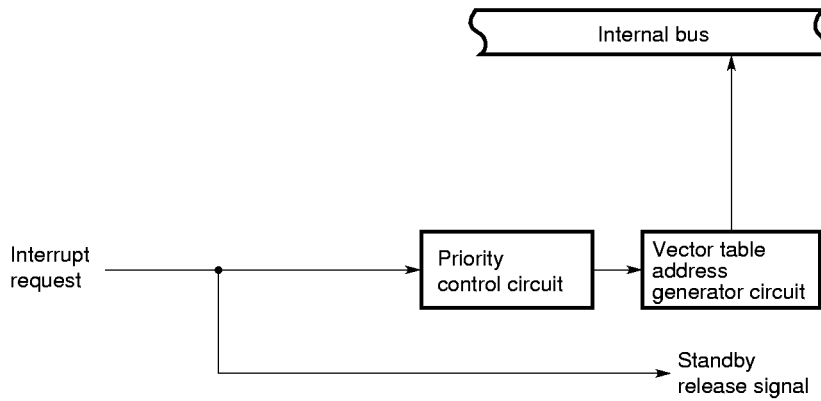 Internal bus
Interrupt
request
Priority
control circuit
Vector table
address
generator circuit
Standby
release signal